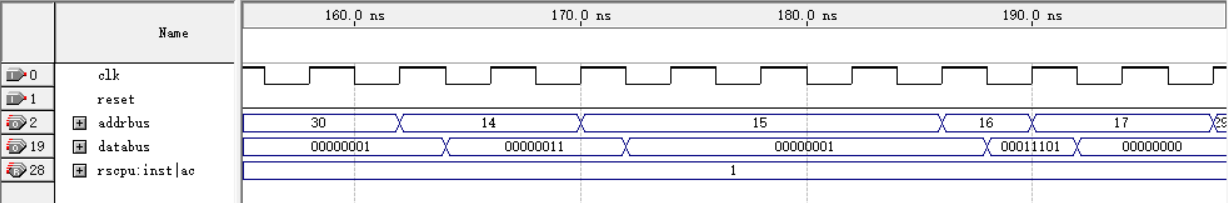 160.0 ns 170.0 ns 180.0 ns 190.0 ns
Name
0 clk
1 reset
2 addrbus 30 14 15 16 17 29
19 databus 00000001 00000011 00000001 00011101 00000000
28 rscpu:inst|ac 1